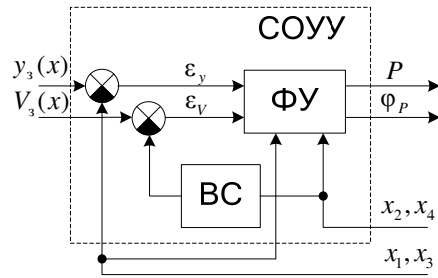 СОУУ
y_з(x)
ε_y
P
V_з(x)
ε_V
ФУ
φ_P
ВС
x_2, x_4
x_1, x_3